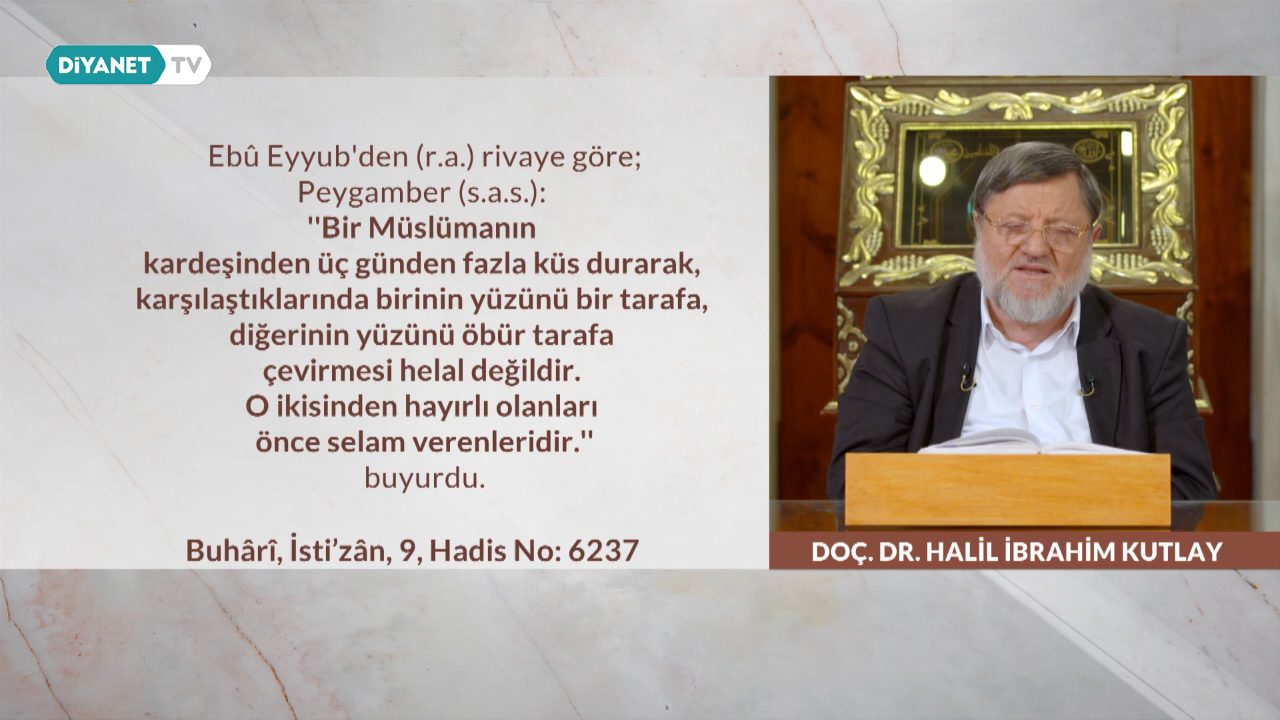 DİYANET TV
Ebû Eyyub'den (r.a.) rivaye göre;
Peygamber (s.a.s.):
''Bir Müslümanın
kardeşinden üç günden fazla küs durarak,
karşılaştıklarında birinin yüzünü bir tarafa,
diğerinin yüzünü öbür tarafa
çevirmesi helal değildir.
O ikisinden hayırlı olanları
önce selam verenleridir.''
buyurdu.
Buhârî, İsti’zân, 9, Hadis No: 6237
DOÇ. DR. HALİL İBRAHİM KUTLAY